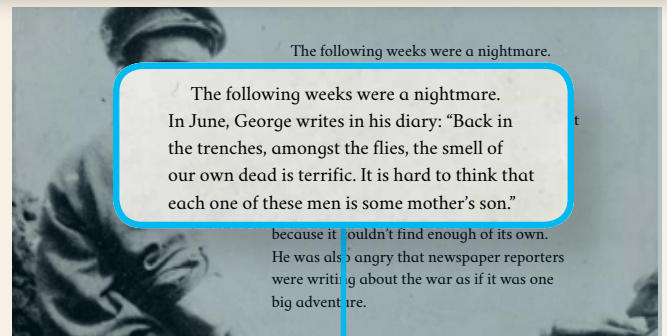 The following weeks were a nightmare.
The following weeks were a nightmare.
In June, George writes in his diary: “Back in
the trenches, amongst the flies, the smell of
our own dead is terrific. It is hard to think that
each one of these men is some mother’s son.”
because it couldn’t find enough of its own.
He was also angry that newspaper reporters
were writing about the war as if it was one
big adventure.